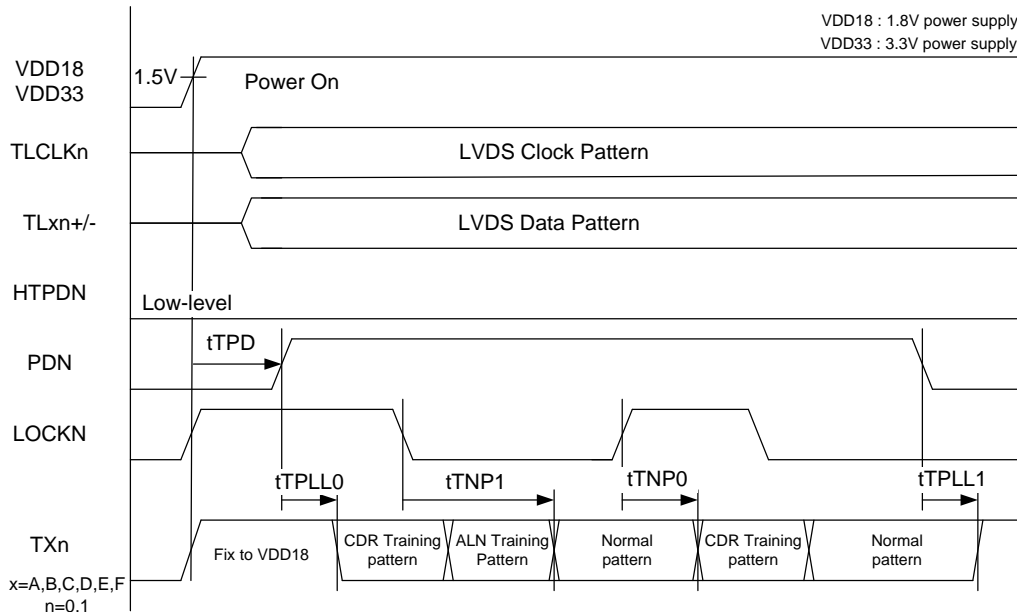 VDD18 : 1.8V power supply
VDD33 : 3.3V power supply
VDD18
VDD33
1.5V
Power On
TLCLKn
LVDS Clock Pattern
TLxn+/-
LVDS Data Pattern
HTPDN
Low-level
tTPD
PDN
LOCKN
tTPLL0
tTNP1
tTNP0
tTPLL1
TXn
Fix to VDD18
CDR Training
pattern
ALN Training
Pattern
Normal
pattern
CDR Training
pattern
Normal
pattern
x=A,B,C,D,E,F
n=0,1